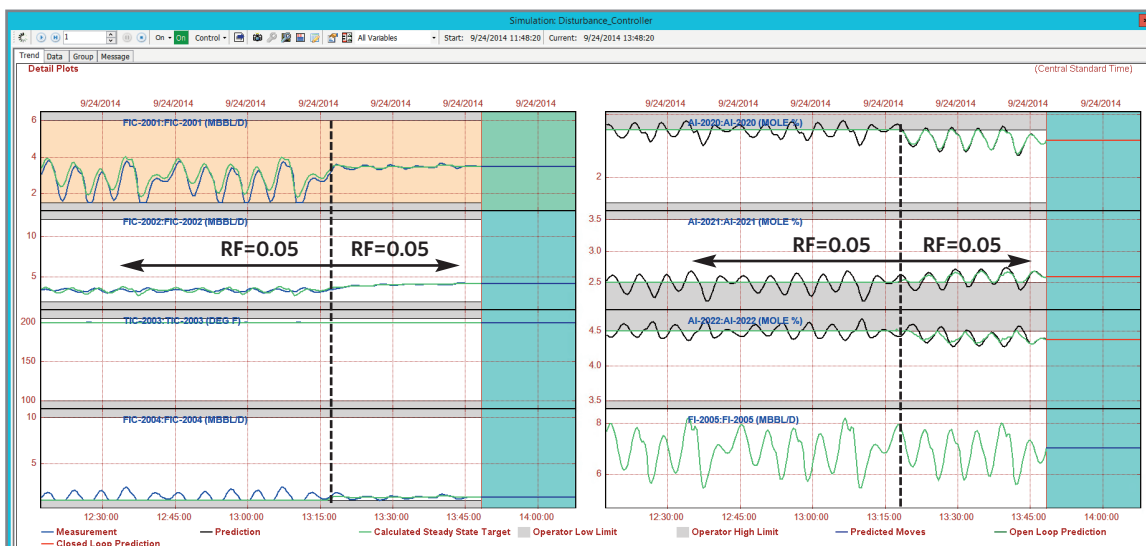 Simulation: Disturbance_Controller
1 On On Control All Variables Start: 9/24/2014 11:48:20 Current: 9/24/2014 13:48:20
Trend Data Group Message
Detail Plots (Central Standard Time)
9/24/2014 9/24/2014 9/24/2014 9/24/2014 9/24/2014 9/24/2014 9/24/2014
6
FIC-2001:FIC-2001 (MBBL/D)
4
2
FIC-2002:FIC-2002 (MBBL/D)
10
RF=0.05 RF=0.05
5
TIC-2003:TIC-2003 (DEG F)
200
150
100
FIC-2004:FIC-2004 (MBBL/D)
10
5
12:30:00 12:45:00 13:00:00 13:15:00 13:30:00 13:45:00 14:00:00
9/24/2014 9/24/2014 9/24/2014 9/24/2014 9/24/2014 9/24/2014 9/24/2014
AI-2020:AI-2020 (MOLE %)
2
3.5
AI-2021:AI-2021 (MOLE %)
3.0
RF=0.05 RF=0.05
2.5
AI-2022:AI-2022 (MOLE %)
4.5
4.0
3.5
FI-2005:FI-2005 (MBBL/D)
8
6
12:30:00 12:45:00 13:00:00 13:15:00 13:30:00 13:45:00 14:00:00
Measurement Prediction Calculated Steady State Target Operator Low Limit Operator High Limit Predicted Moves Open Loop Prediction
Closed Loop Prediction